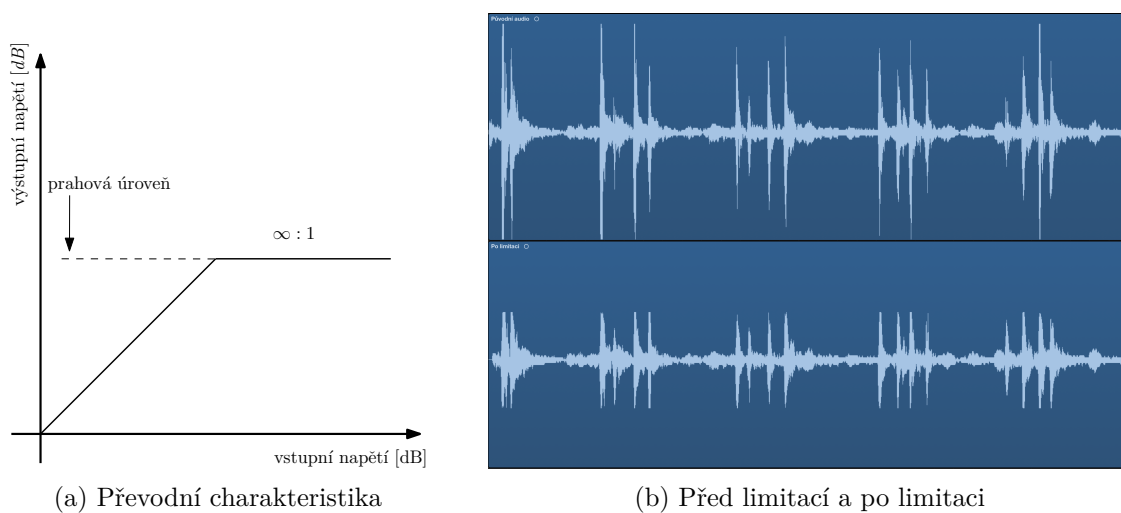 výstupní napětí [dB]
prahová úroveň
∞ : 1
vstupní napětí [dB]
(a) Převodní charakteristika
Původní audio
Po limitaci
(b) Před limitací a po limitaci